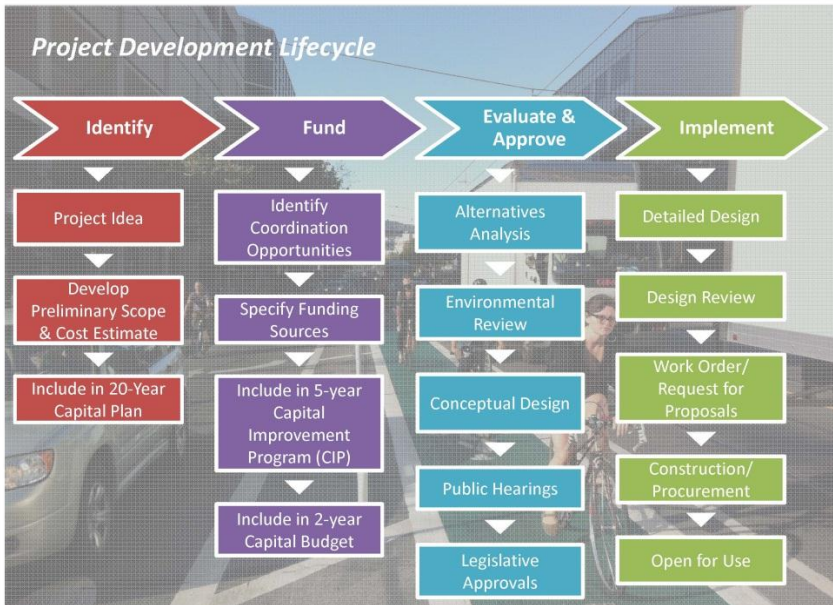 Project Development Lifecycle
Identify
Fund
Evaluate &
Approve
Implement
Project Idea
Develop
Preliminary Scope
& Cost Estimate
Include in 20-Year
Capital Plan
Identify
Coordination
Opportunities
Specify Funding
Sources
Include in 5-year
Capital
Improvement
Program (CIP)
Include in 2-year
Capital Budget
Alternatives
Analysis
Environmental
Review
Conceptual Design
Public Hearings
Legislative
Approvals
Detailed Design
Design Review
Work Order/
Request for
Proposals
Construction/
Procurement
Open for Use